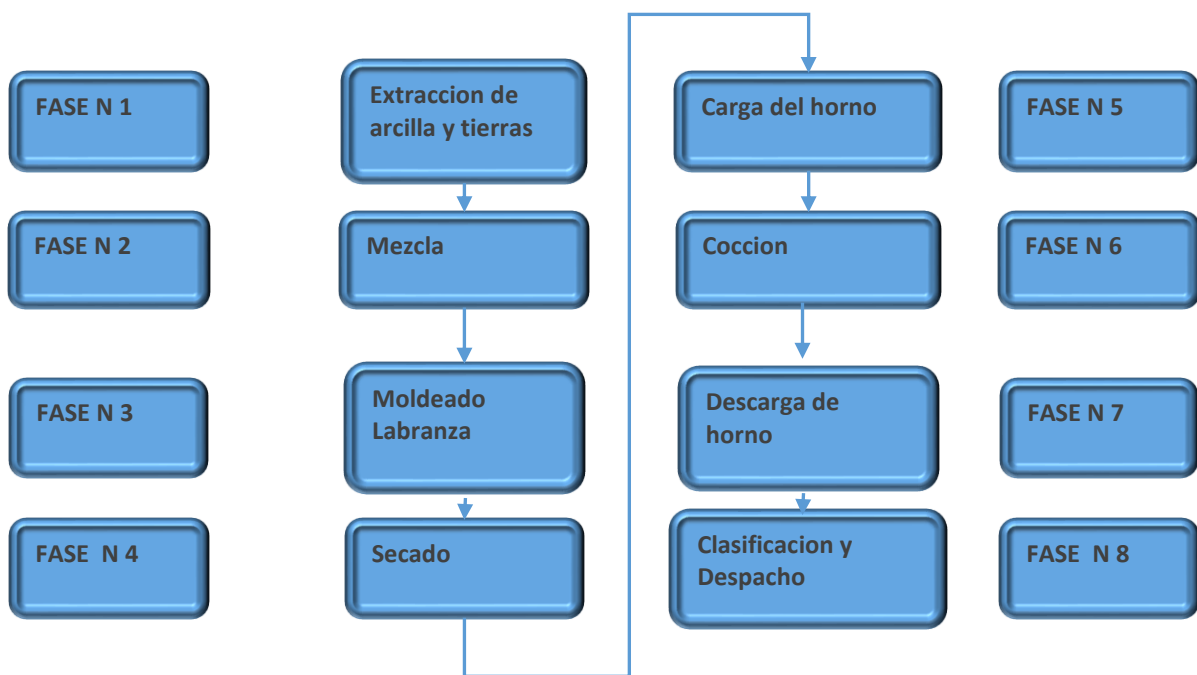 FASE N 1
Extraccion de
arcilla y tierras
FASE N 2
Mezcla
FASE N 3
Moldeado
Labranza
FASE  N 4
Secado
Carga del horno
FASE N 5
Coccion
FASE N 6
Descarga de
horno
FASE N 7
Clasificacion y
Despacho
FASE  N 8